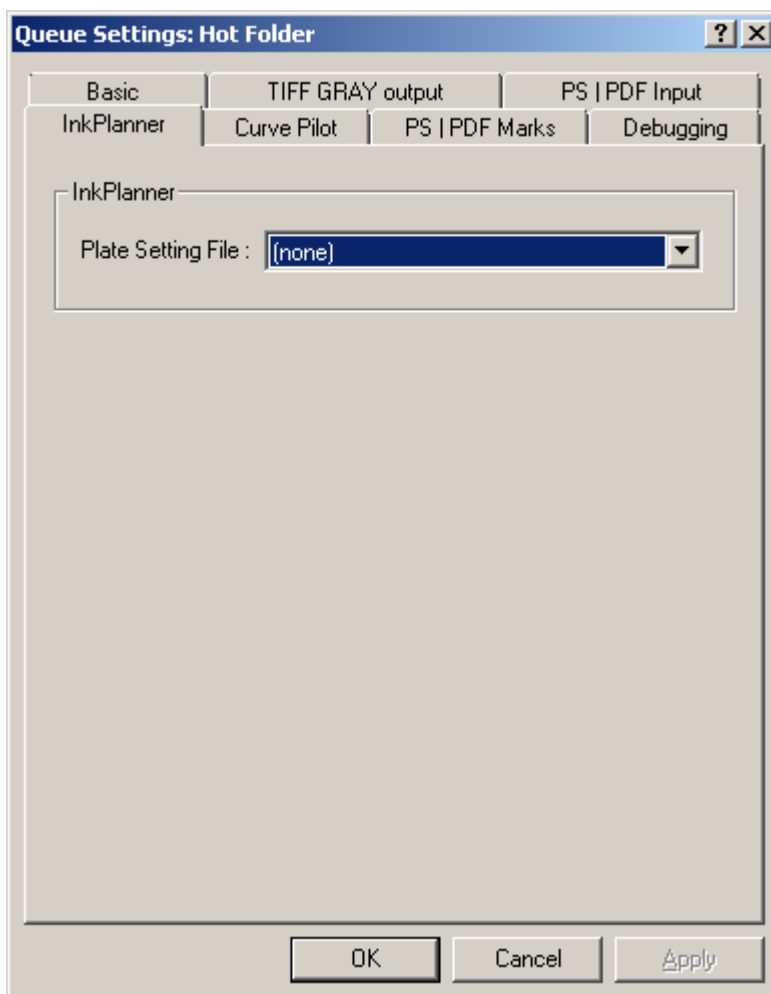 Queue Settings: Hot Folder
Basic TIFF GRAY output PS | PDF Input
InkPlanner Curve Pilot PS | PDF Marks Debugging
InkPlanner
Plate Setting File : (none)
OK Cancel Apply